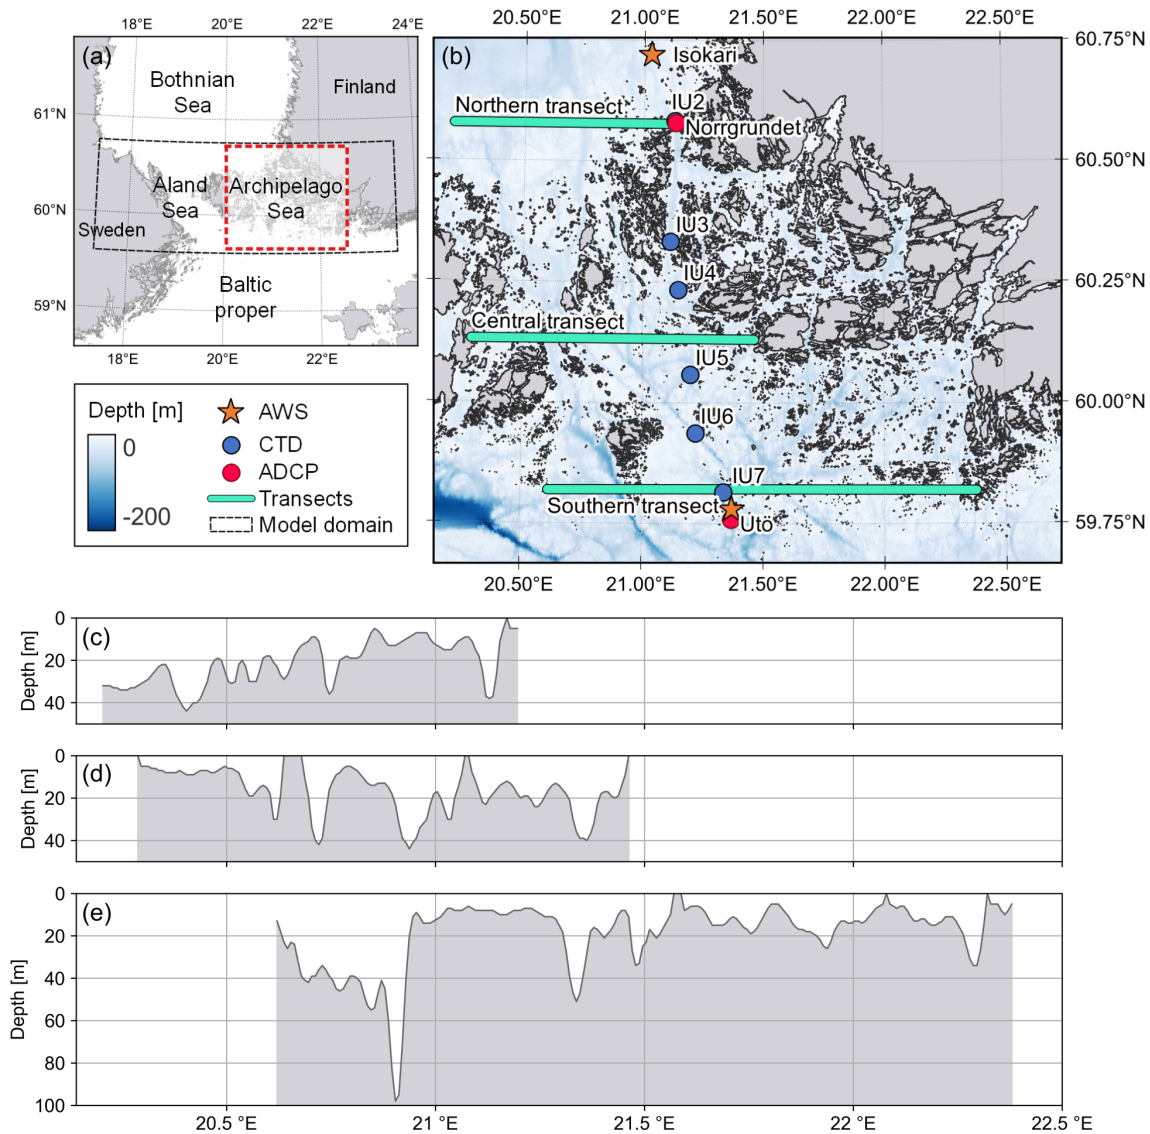 18°E 20°E 22°E 24°E
(a)
Bothnian
Sea
Finland
61°N
Aland
Sea
Archipelago
Sea
60°N
Sweden
59°N
Baltic
proper
18°E 20°E 22°E
Depth [m]
0
-200
AWS
CTD
ADCP
Transects
Model domain
20.50°E 21.00°E 21.50°E 22.00°E 22.50°E
(b)
Isokari
60.75°N
IU2
Northern transect
Norrgrundet
60.50°N
IU3
IU4
60.25°N
Central transect
IU5
60.00°N
IU6
IU7
Southern transect
Utö
59.75°N
20.50°E 21.00°E 21.50°E 22.00°E 22.50°E
(c)
Depth [m]
0
20
40
(d)
Depth [m]
0
20
40
(e)
Depth [m]
0
20
40
60
80
100
20.5 °E 21 °E 21.5 °E 22 °E 22.5 °E